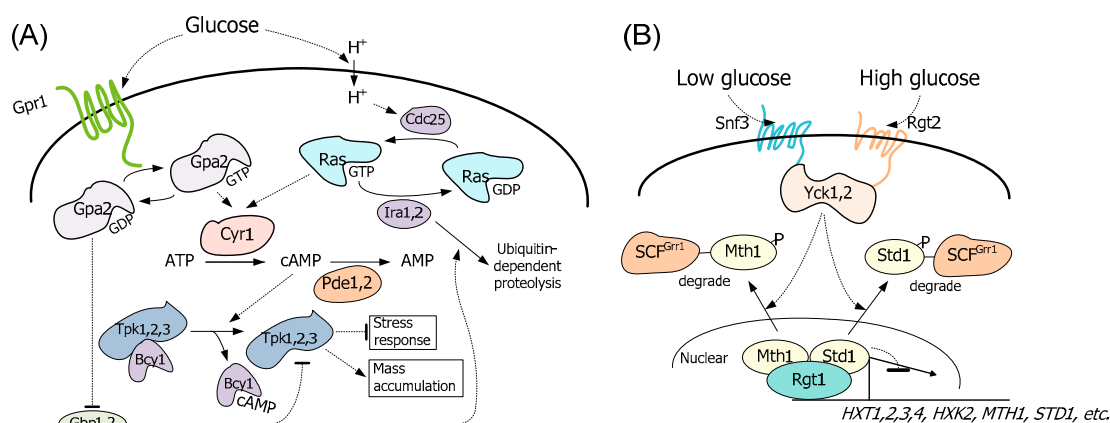 (A)
Glucose
H+
Gpr1
H+
Cdc25
Gpa2
GTP
Ras
GTP
Ras
GDP
Gpa2
GDP
Ira1,2
Cyr1
ATP
cAMP
AMP
Ubiquitin-
dependent
proteolysis
Pde1,2
Tpk1,2,3
Bcy1
Tpk1,2,3
Stress
response
Mass
accumulation
Bcy1
cAMP
Gbp1,2
(B)
Low glucose
High glucose
Snf3
Rgt2
Yck1,2
SCFGrr1
Mth1
P
degrade
Std1
P
SCFGrr1
degrade
Nuclear
Mth1
Std1
Rgt1
HXT1,2,3,4, HXK2, MTH1, STD1, etc.